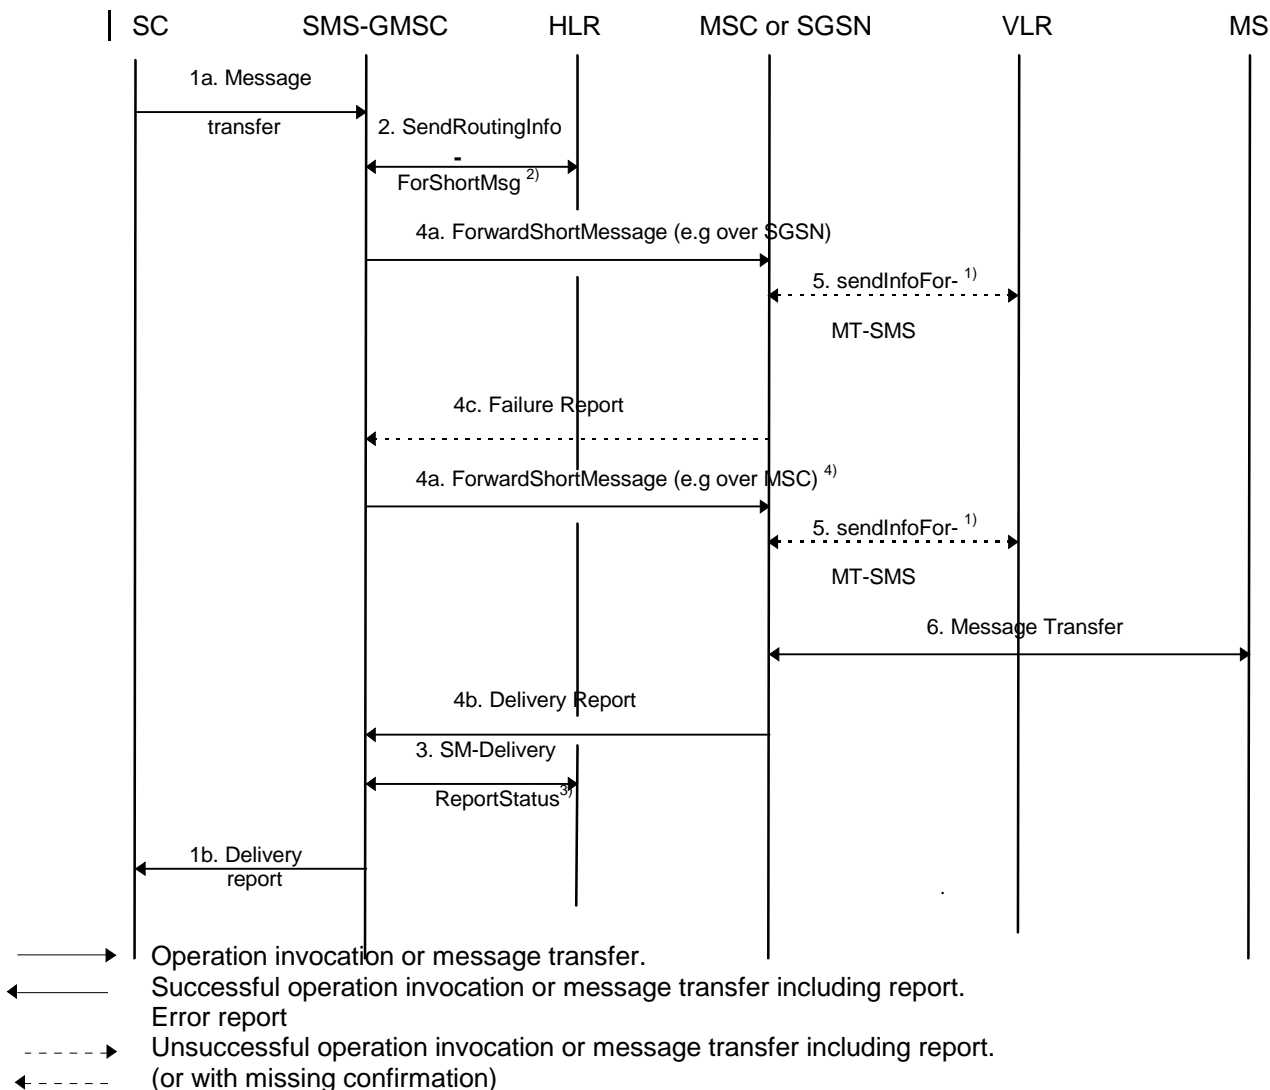 SC SMS-GMSC HLR MSC or SGSN VLR MS
1a. Message
transfer
2. SendRoutingInfo
-
ForShortMsg 2)
4a. ForwardShortMessage (e.g over SGSN)
5. sendInfoFor- 1)
MT-SMS
4c. Failure Report
4a. ForwardShortMessage (e.g over MSC) 4)
5. sendInfoFor- 1)
MT-SMS
6. Message Transfer
4b. Delivery Report
3. SM-Delivery
ReportStatus3)
1b. Delivery
report
.
Operation invocation or message transfer.
Successful operation invocation or message transfer including report.
Error report
Unsuccessful operation invocation or message transfer including report.
(or with missing confirmation)